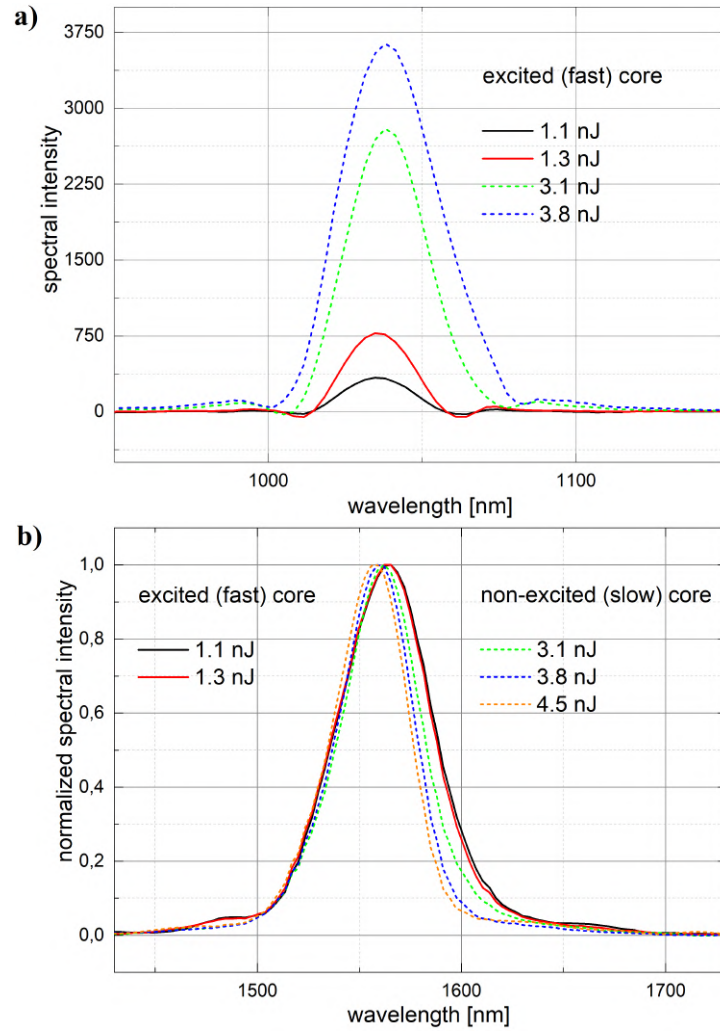 a)
3750
3000
2250
1500
750
0
spectral intensity
excited (fast) core
1.1 nJ
1.3 nJ
3.1 nJ
3.8 nJ
1000
1100
wavelength [nm]
b)
1,0
0,8
0,6
0,4
0,2
0,0
normalized spectral intensity
excited (fast) core
1.1 nJ
1.3 nJ
non-excited (slow) core
3.1 nJ
3.8 nJ
4.5 nJ
1500
1600
1700
wavelength [nm]